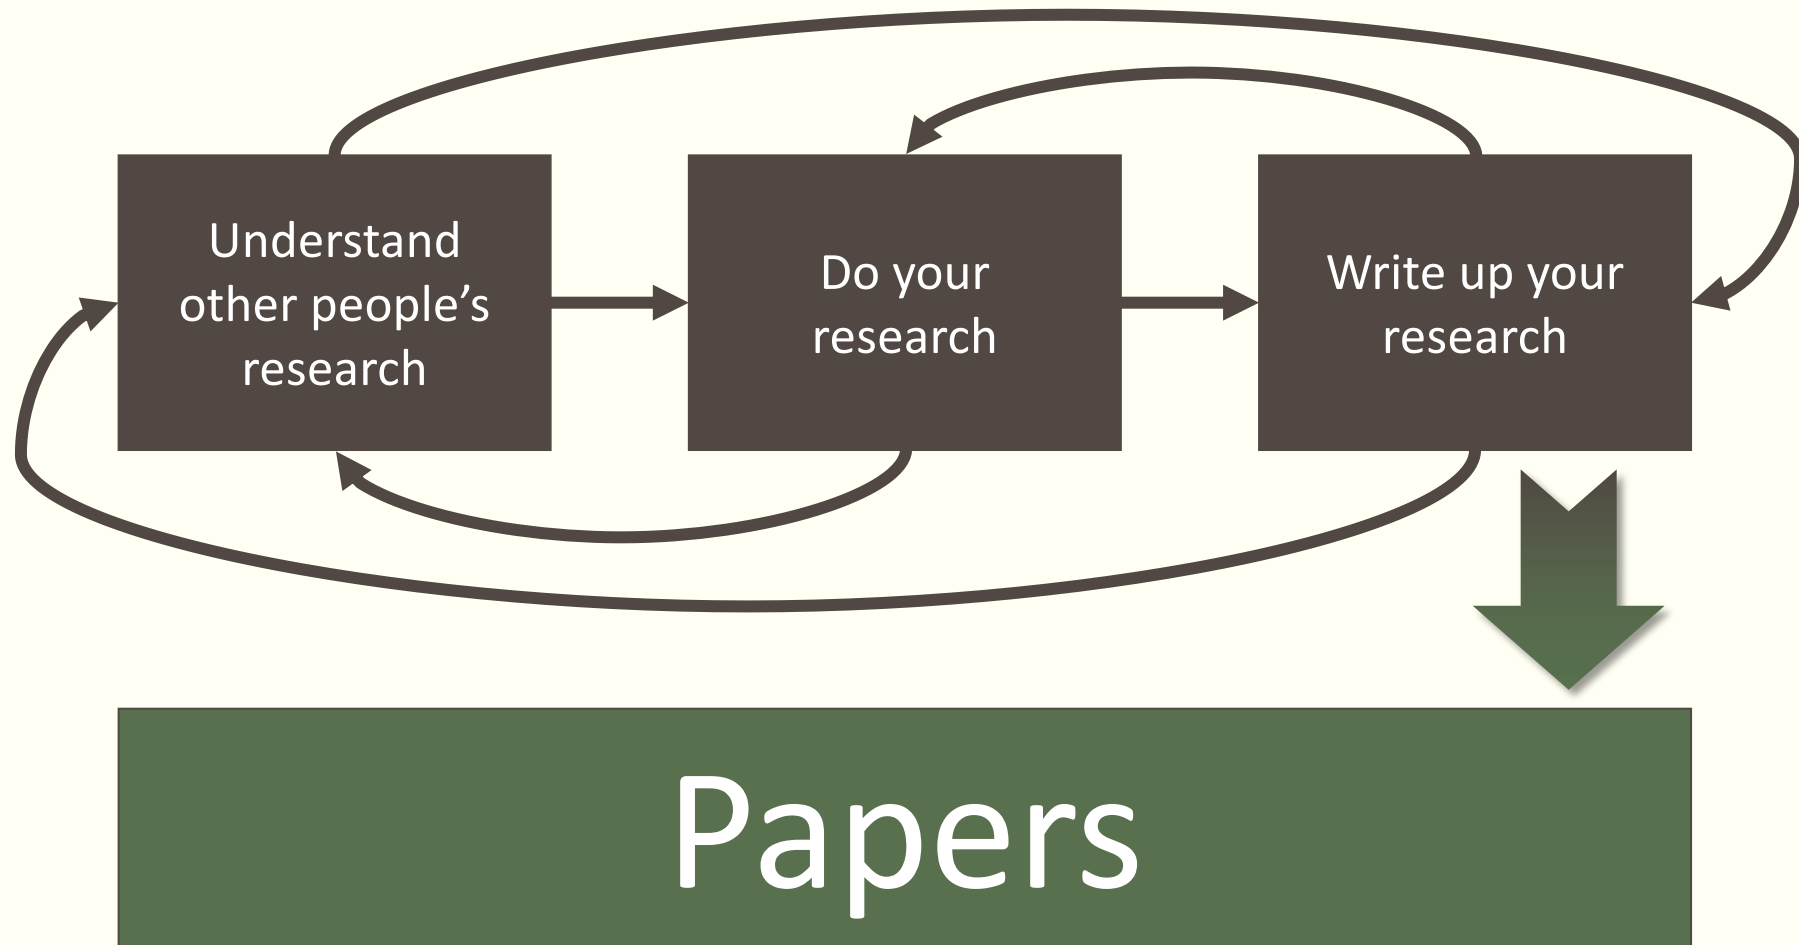 Understand
other people’s
research
Do your
research
Write up your
research
Papers